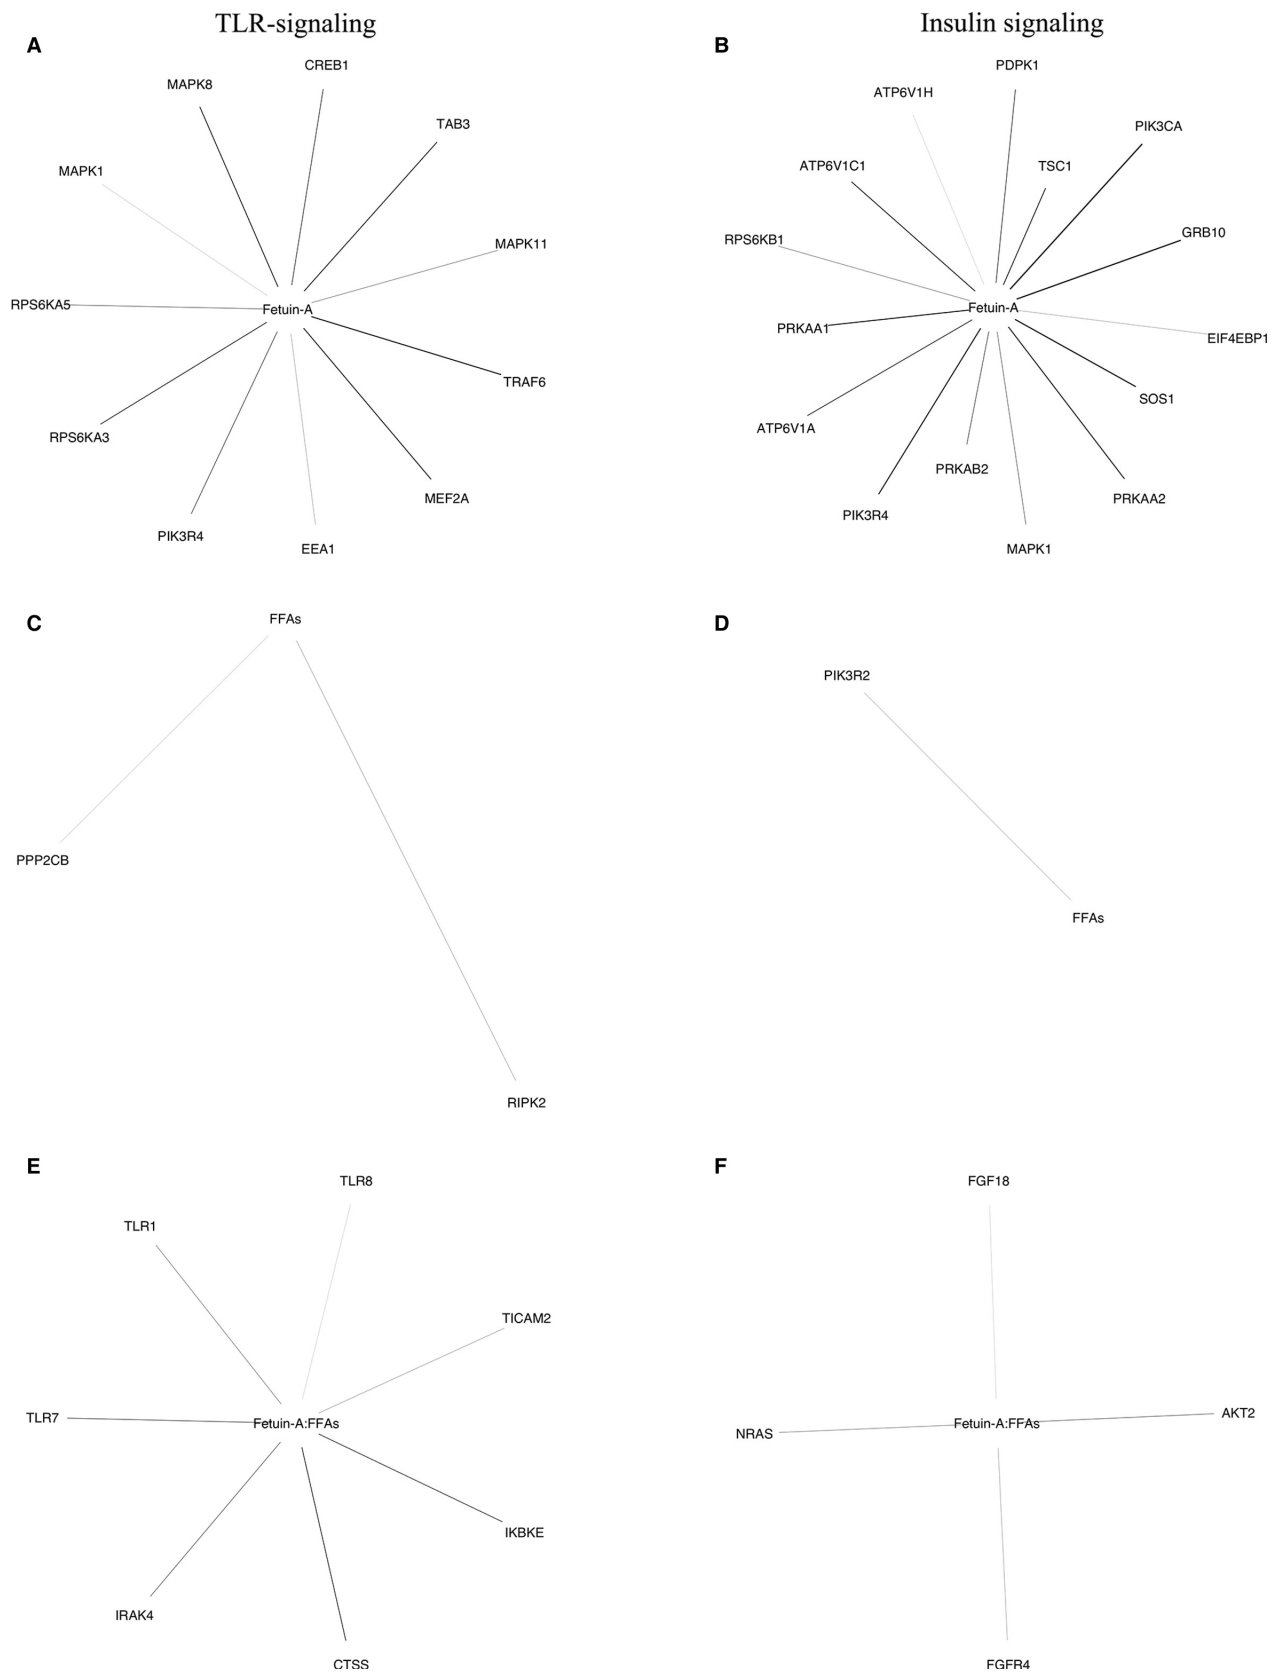 TLR-signaling
Insulin signaling
A
CREB1
MAPK8
TAB3
MAPK1
MAPK11
RPS6KA5
Fetuin-A
TRAF6
RPS6KA3
MEF2A
PIK3R4
EEA1
B
PDPK1
ATP6V1H
PIK3CA
ATP6V1C1
TSC1
RPS6KB1
GRB10
Fetuin-A
PRKAA1
EIF4EBP1
SOS1
ATP6V1A
PRKAB2
PRKAA2
PIK3R4
MAPK1
C
FFAs
PPP2CB
RIPK2
D
PIK3R2
FFAs
E
TLR8
TLR1
TICAM2
TLR7
Fetuin-A:FFAs
IKBKE
IRAK4
CTSS
F
FGF18
AKT2
Fetuin-A:FFAs
NRAS
FGFR4